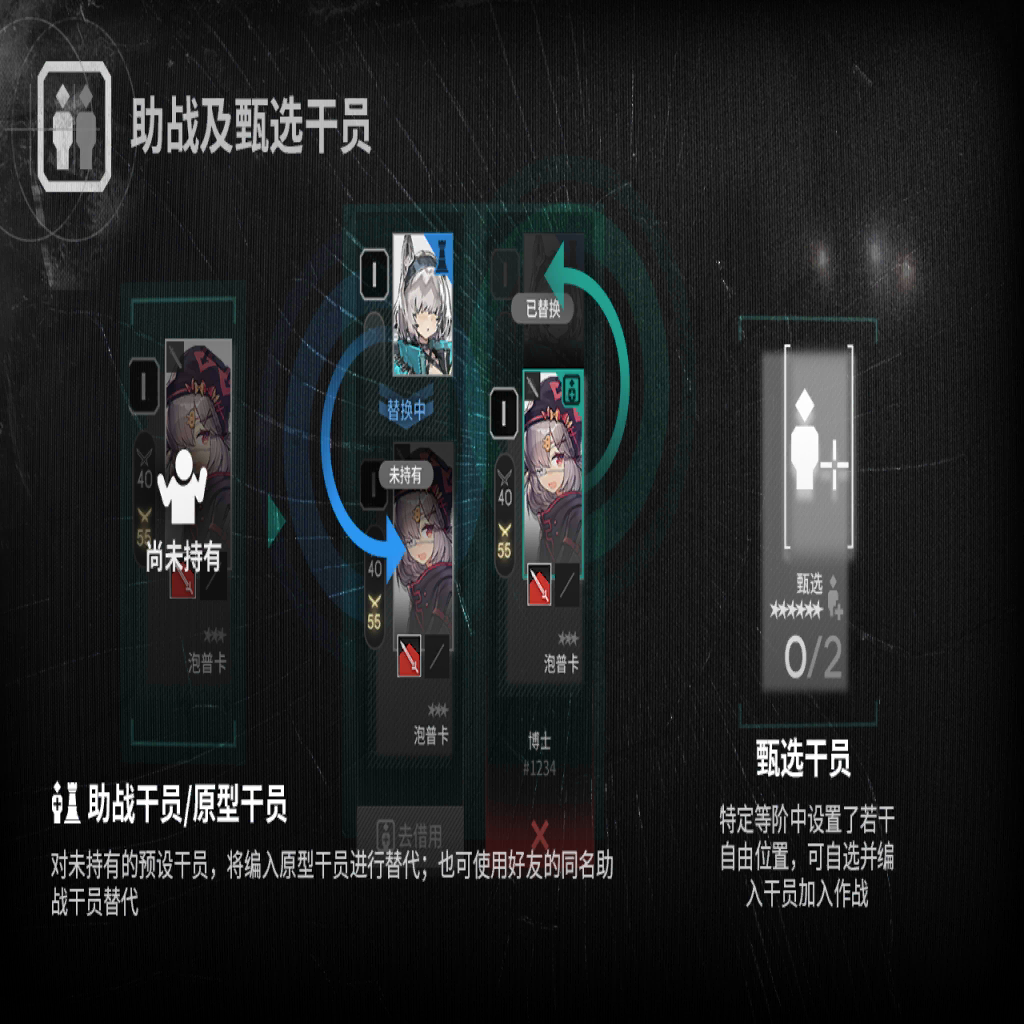 助战及甄选干员
I
40
55
尚未持有
泡普卡
I
替换中
未持有
40
55
泡普卡
去借用
已替换
I
40
55
泡普卡
博士
#1234
甄选
0/2
助战干员/原型干员
对未持有的预设干员，将编入原型干员进行替代；也可使用好友的同名助
战干员替代
甄选干员
特定等阶中设置了若干
自由位置，可自选并编
入干员加入作战